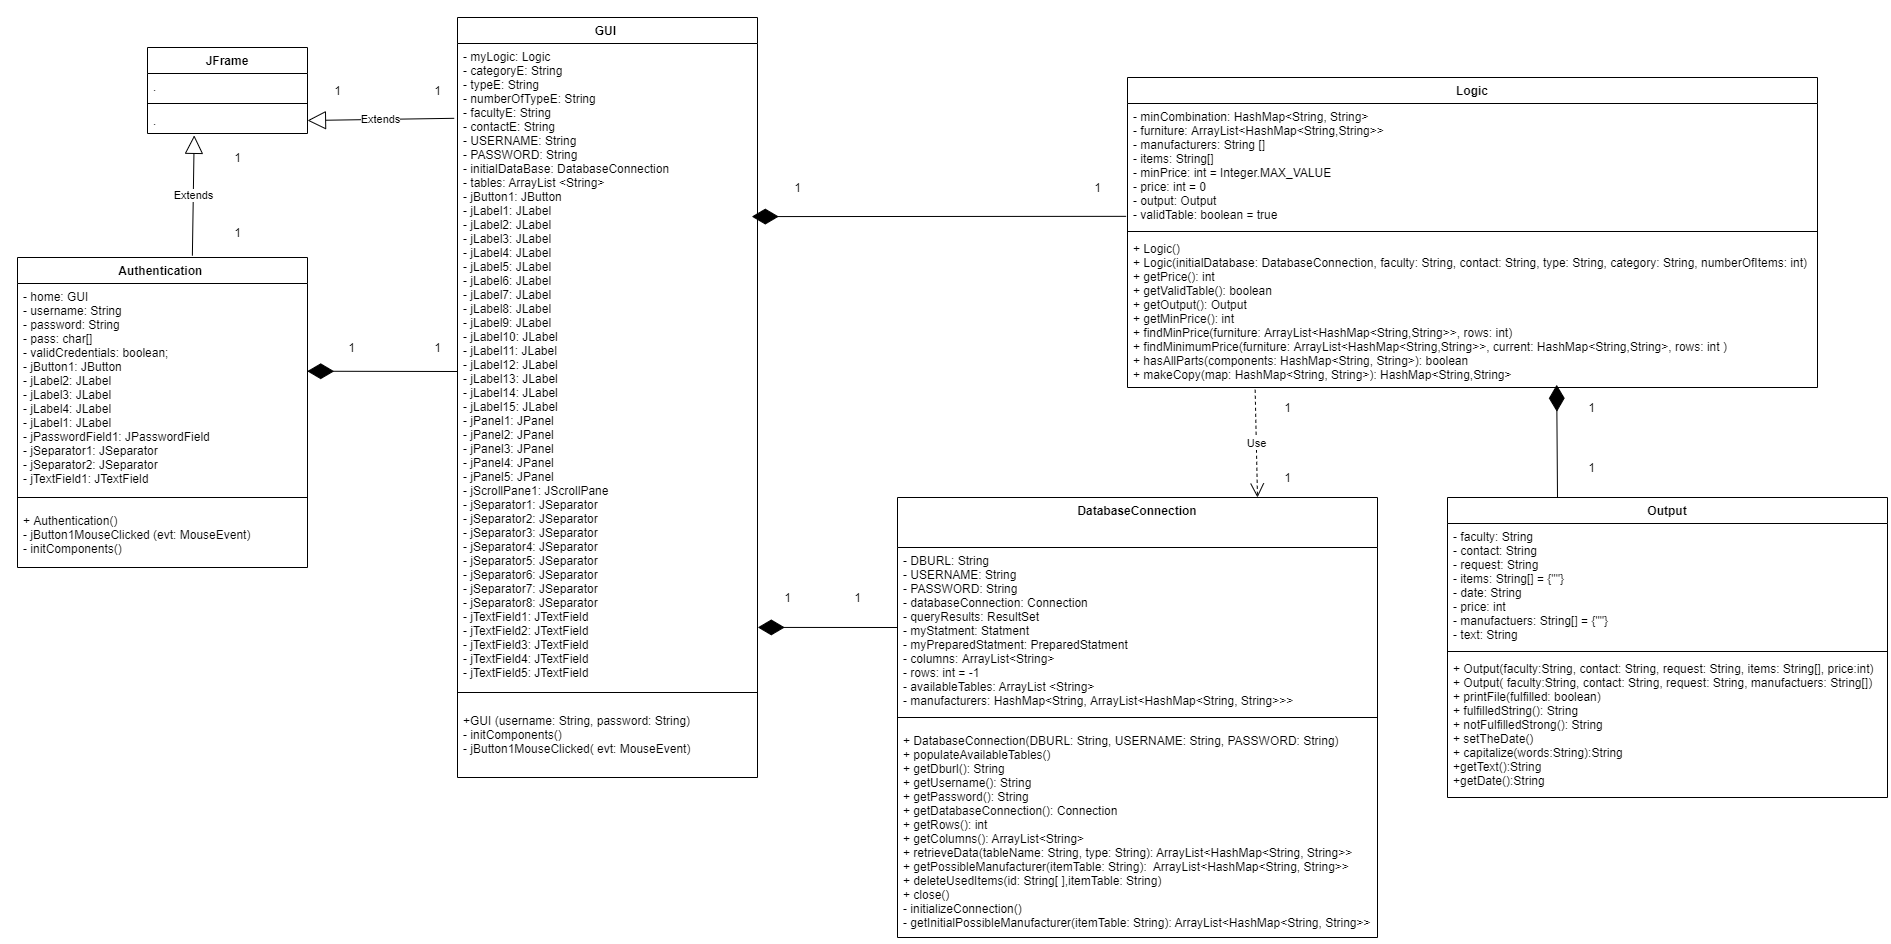 JFrame
.
.
1
1
Extends
1
Extends
1
Authentication
- home: GUI
- username: String
- password: String
- pass: char[]
- validCredentials: boolean;
- jButton1: JButton
- jLabel2: JLabel
- jLabel3: JLabel
- jLabel4: JLabel
- jLabel1: JLabel
- jPasswordField1: JPasswordField
- jSeparator1: JSeparator
- jSeparator2: JSeparator
- jTextField1: JTextField
+ Authentication()
- jButton1MouseClicked (evt: MouseEvent)
- initComponents()
1
1
GUI
- myLogic: Logic
- categoryE: String
- typeE: String
- numberOfTypeE: String
- facultyE: String
- contactE: String
- USERNAME: String
- PASSWORD: String
- initialDataBase: DatabaseConnection
- tables: ArrayList <String>
- jButton1: JButton
- jLabel1: JLabel
- jLabel2: JLabel
- jLabel3: JLabel
- jLabel4: JLabel
- jLabel5: JLabel
- jLabel6: JLabel
- jLabel7: JLabel
- jLabel8: JLabel
- jLabel9: JLabel
- jLabel10: JLabel
- jLabel11: JLabel
- jLabel12: JLabel
- jLabel13: JLabel
- jLabel14: JLabel
- jLabel15: JLabel
- jPanel1: JPanel
- jPanel2: JPanel
- jPanel3: JPanel
- jPanel4: JPanel
- jPanel5: JPanel
- jScrollPane1: JScrollPane
- jSeparator1: JSeparator
- jSeparator2: JSeparator
- jSeparator3: JSeparator
- jSeparator4: JSeparator
- jSeparator5: JSeparator
- jSeparator6: JSeparator
- jSeparator7: JSeparator
- jSeparator8: JSeparator
- jTextField1: JTextField
- jTextField2: JTextField
- jTextField3: JTextField
- jTextField4: JTextField
- jTextField5: JTextField
+GUI (username: String, password: String)
- initComponents()
- jButton1MouseClicked( evt: MouseEvent)
1
1
Logic
- minCombination: HashMap<String, String>
- furniture: ArrayList<HashMap<String,String>>
- manufacturers: String []
- items: String[]
- minPrice: int = Integer.MAX_VALUE
- price: int = 0
- output: Output
- validTable: boolean = true
+ Logic()
+ Logic(initialDatabase: DatabaseConnection, faculty: String, contact: String, type: String, category: String, numberOfItems: int)
+ getPrice(): int
+ getValidTable(): boolean
+ getOutput(): Output
+ getMinPrice(): int
+ findMinPrice(furniture: ArrayList<HashMap<String,String>>, rows: int)
+ findMinimumPrice(furniture: ArrayList<HashMap<String,String>>, current: HashMap<String,String>, rows: int )
+ hasAllParts(components: HashMap<String, String>): boolean
+ makeCopy(map: HashMap<String, String>): HashMap<String,String>
1
Use
1
1
1
1
1
DatabaseConnection
- DBURL: String
- USERNAME: String
- PASSWORD: String
- databaseConnection: Connection
- queryResults: ResultSet
- myStatment: Statment
- myPreparedStatment: PreparedStatment
- columns: ArrayList<String>
- rows: int = -1
- availableTables: ArrayList <String>
- manufacturers: HashMap<String, ArrayList<HashMap<String, String>>>
+ DatabaseConnection(DBURL: String, USERNAME: String, PASSWORD: String)
+ populateAvailableTables()
+ getDburl(): String
+ getUsername(): String
+ getPassword(): String
+ getDatabaseConnection(): Connection
+ getRows(): int
+ getColumns(): ArrayList<String>
+ retrieveData(tableName: String, type: String): ArrayList<HashMap<String, String>>
+ getPossibleManufacturer(itemTable: String): ArrayList<HashMap<String, String>>
+ deleteUsedItems(id: String[ ],itemTable: String)
+ close()
- initializeConnection()
- getInitialPossibleManufacturer(itemTable: String): ArrayList<HashMap<String, String>>
Output
- faculty: String
- contact: String
- request: String
- items: String[] = {""}
- date: String
- price: int
- manufactuers: String[] = {""}
- text: String
+ Output(faculty:String, contact: String, request: String, items: String[], price:int)
+ Output( faculty:String, contact: String, request: String, manufactuers: String[])
+ printFile(fulfilled: boolean)
+ fulfilledString(): String
+ notFulfilledStrong(): String
+ setTheDate()
+ capitalize(words:String):String
+getText():String
+getDate():String